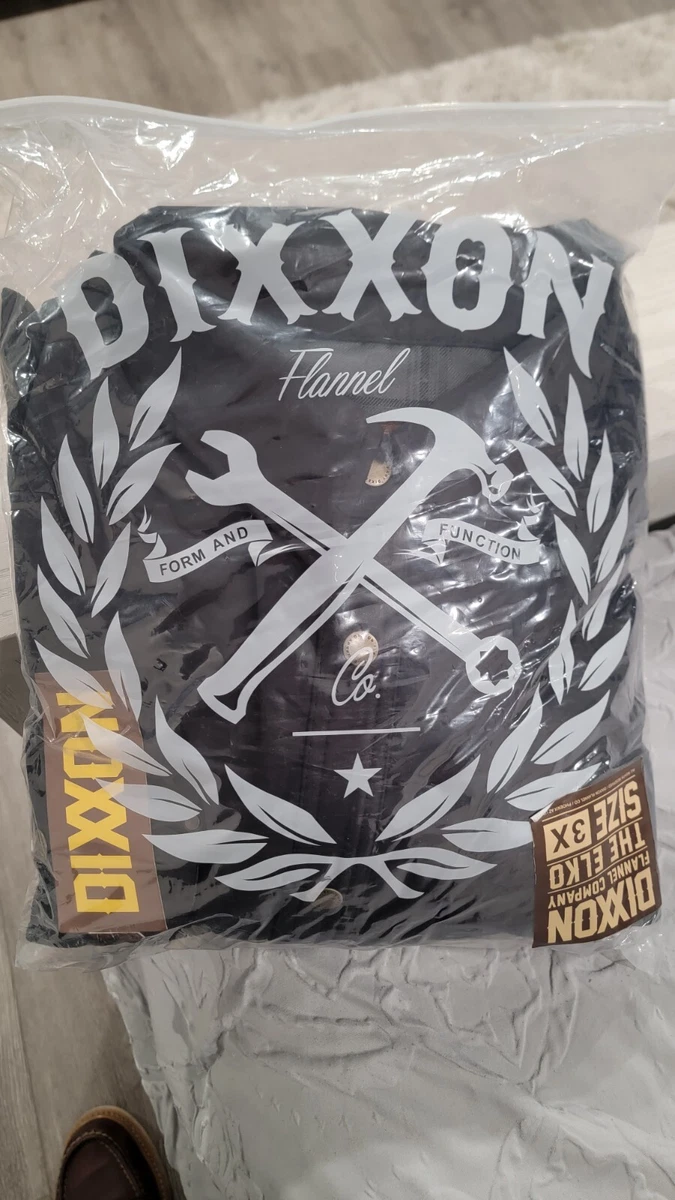 DIXXON
Flannel
FORM AND
FUNCTION
Co.
DIXXON
DIXXON
FLANNEL COMPANY
THE ELKO
SIZE 3X